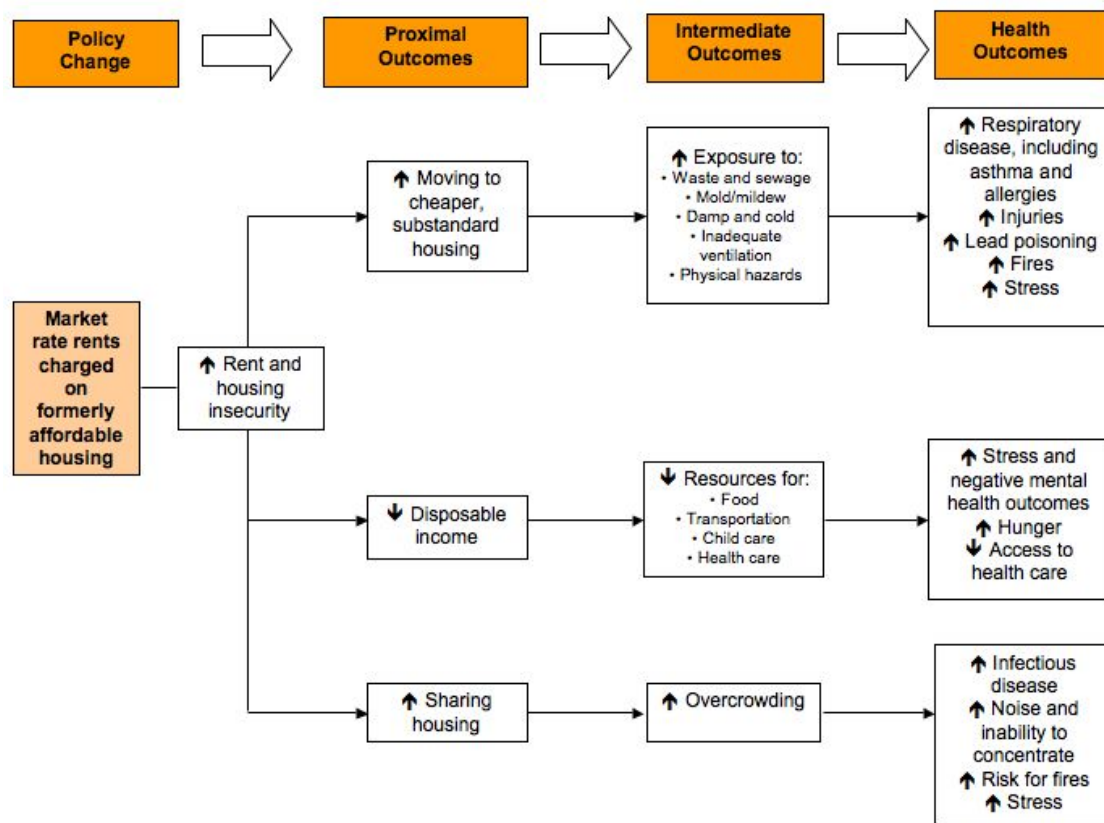 Policy
Change
Proximal
Outcomes
Intermediate
Outcomes
Health
Outcomes
Market
rate rents
charged
on
formerly
affordable
housing
↑ Rent and
housing
insecurity
↑ Moving to
cheaper,
substandard
housing
↑ Exposure to:
• Waste and sewage
• Mold/mildew
• Damp and cold
• Inadequate
ventilation
• Physical hazards
↑ Respiratory
disease, including
asthma and
allergies
↑ Injuries
↑ Lead poisoning
↑ Fires
↑ Stress
↓ Disposable
income
↓ Resources for:
• Food
• Transportation
• Child care
• Health care
↑ Stress and
negative mental
health outcomes
↑ Hunger
↓ Access to
health care
↑ Sharing
housing
↑ Overcrowding
↑ Infectious
disease
↑ Noise and
inability to
concentrate
↑ Risk for fires
↑ Stress